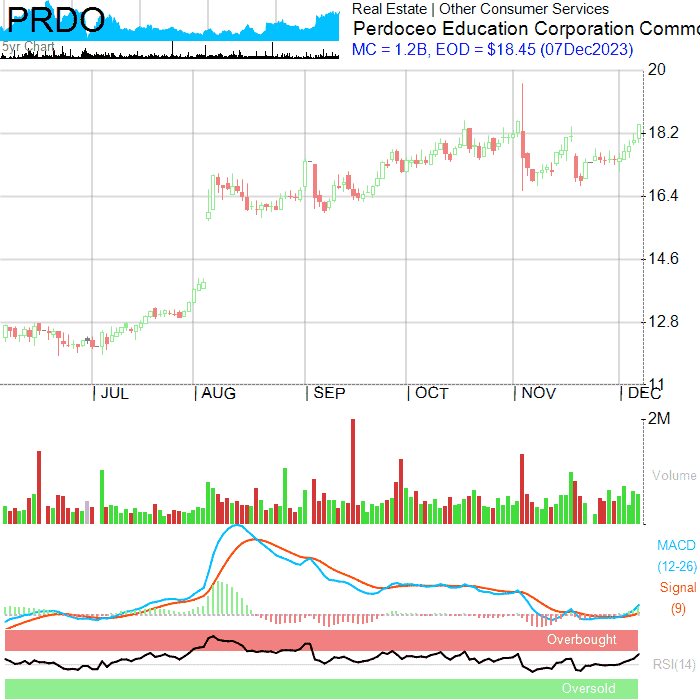 PRDO
5yr Chart
Real Estate | Other Consumer Services
Perdoceo Education Corporation Commo
MC = 1.2B, EOD = $18.45 (07Dec2023)
20
18.2
16.4
14.6
12.8
11
JUL
AUG
SEP
OCT
NOV
DEC
2M
Volume
MACD
(12-26)
Signal
(9)
Overbought
RSI(14)
Oversold